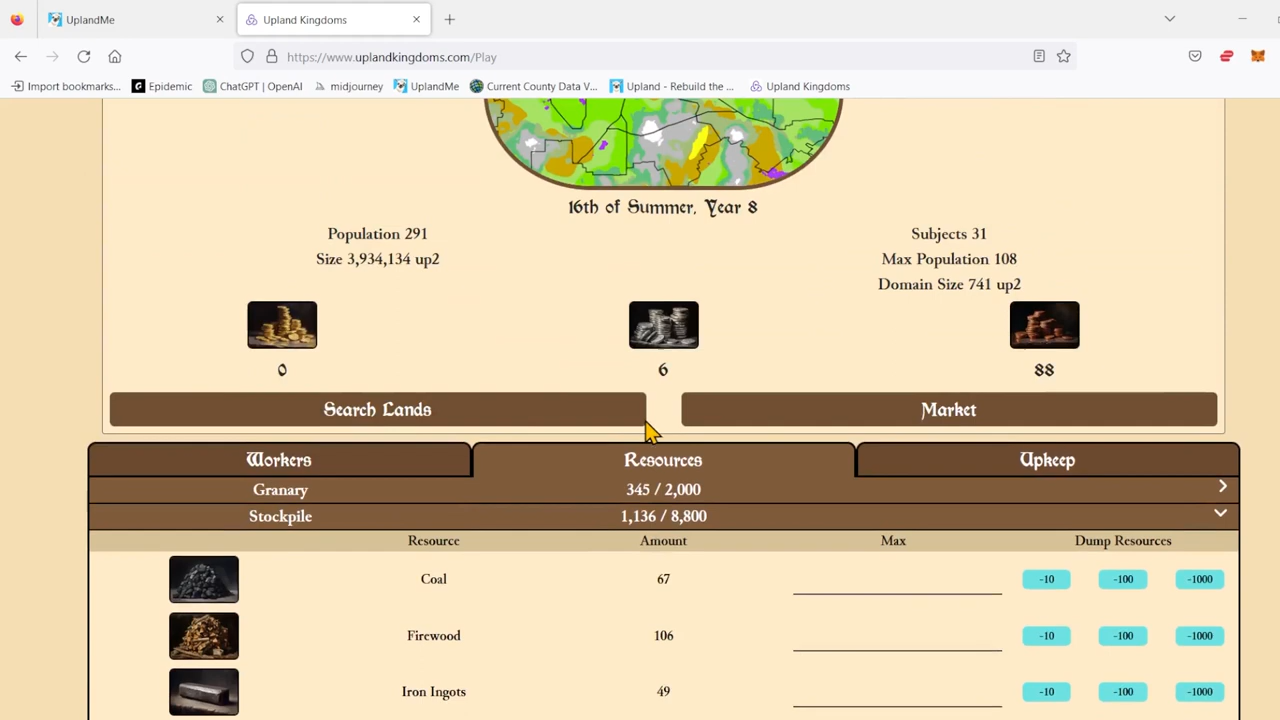 UplandMe
Upland Kingdoms
https://www.uplandkingdoms.com/Play
Import bookmarks... Epidemic ChatGPT | OpenAI midjourney UplandMe Current County Data V... Upland - Rebuild the ... Upland Kingdoms
16th of Summer, Year 8
Population 291
Size 3,934,134 up2
Subjects 31
Max Population 108
Domain Size 741 up2
0 6 88
Search Lands Market
Workers Resources Upkeep
Granary 345 / 2,000
Stockpile 1,136 / 8,800
Resource Amount Max Dump Resources
Coal 67 -10 -100 -1000
Firewood 106 -10 -100 -1000
Iron Ingots 49 -10 -100 -1000